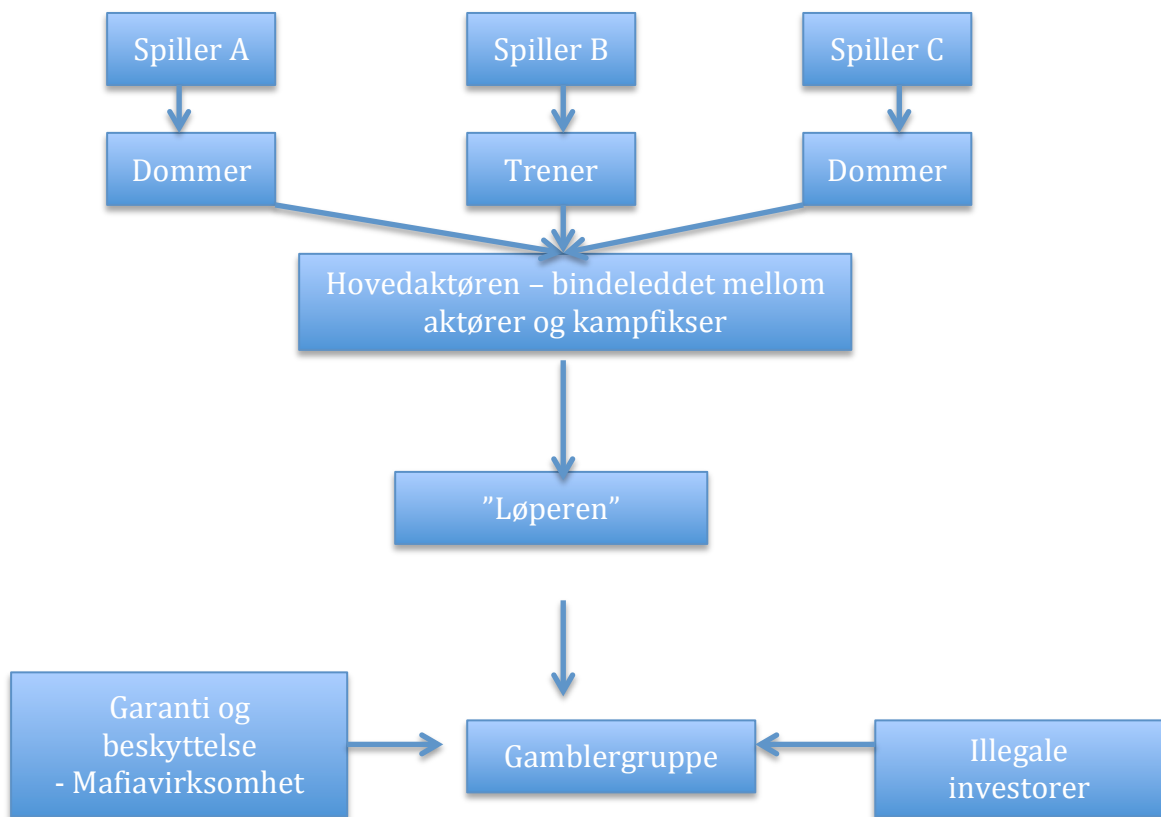 Spiller A
Spiller B
Spiller C
Dommer
Trener
Dommer
Hovedaktøren – bindeleddet mellom
aktører og kampfikser
”Løperen”
Garanti og
beskyttelse
- Mafiavirksomhet
Gamblergruppe
Illegale
investorer